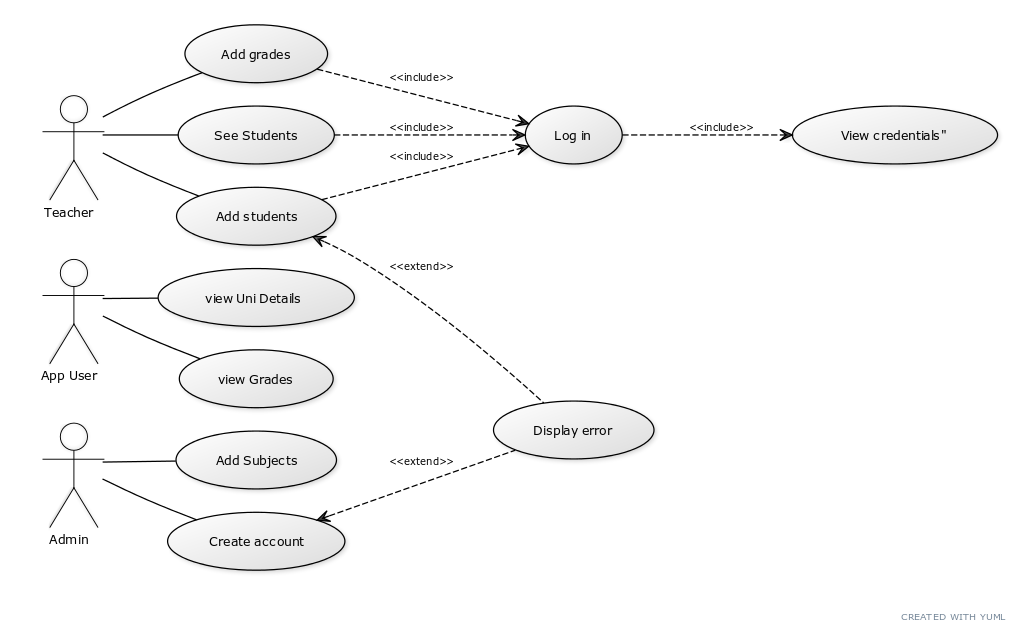 Add grades
<<include>>
See Students
<<include>>
Log in
<<include>>
View credentials"
<<include>>
Teacher
Add students
<<extend>>
view Uni Details
App User
view Grades
Display error
Add Subjects
<<extend>>
Admin
Create account
CREATED WITH YUML